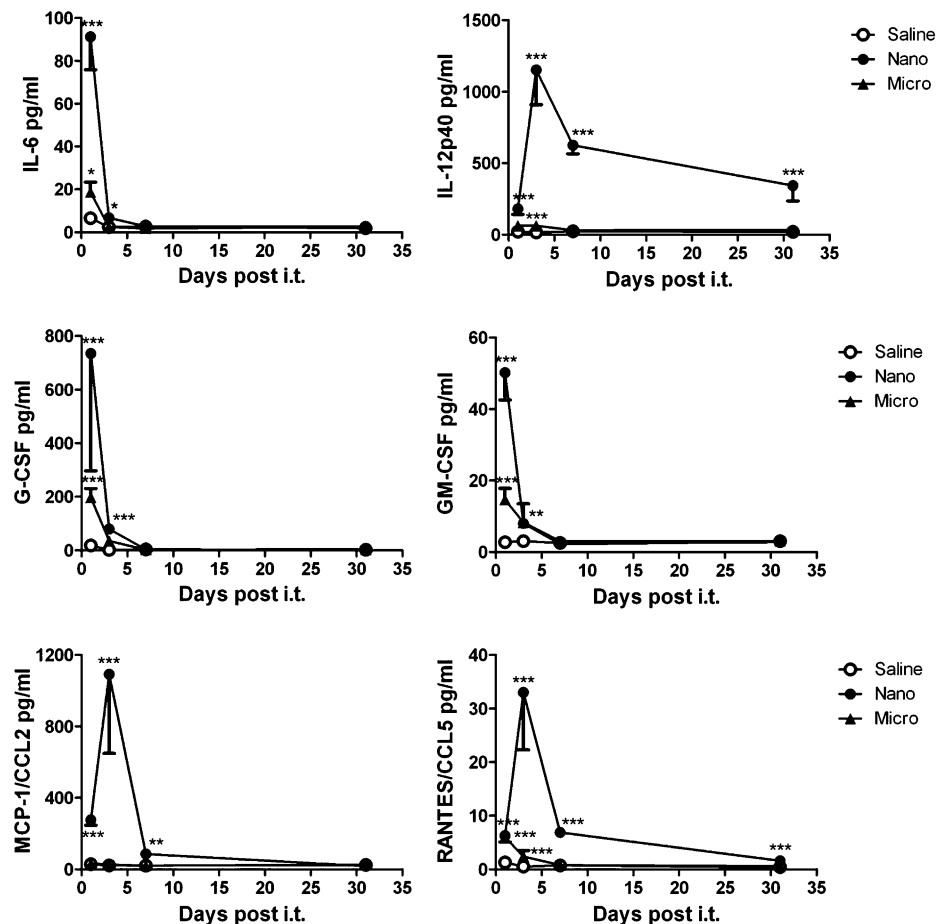 IL-6 pg/ml
100
80
60
40
20
0
***
*
*
0 5 10 15 20 25 30 35
Days post i.t.
IL-12p40 pg/ml
1500
1000
500
0
***
***
***
***
***
0 5 10 15 20 25 30 35
Days post i.t.
Saline
Nano
Micro
G-CSF pg/ml
800
600
400
200
0
***
***
***
0 5 10 15 20 25 30 35
Days post i.t.
GM-CSF pg/ml
60
40
20
0
***
***
**
0 5 10 15 20 25 30 35
Days post i.t.
Saline
Nano
Micro
MCP-1/CCL2 pg/ml
1200
800
400
0
***
***
**
0 5 10 15 20 25 30 35
Days post i.t.
RANTES/CCL5 pg/ml
40
30
20
10
0
***
***
***
***
***
***
0 5 10 15 20 25 30 35
Days post i.t.
Saline
Nano
Micro